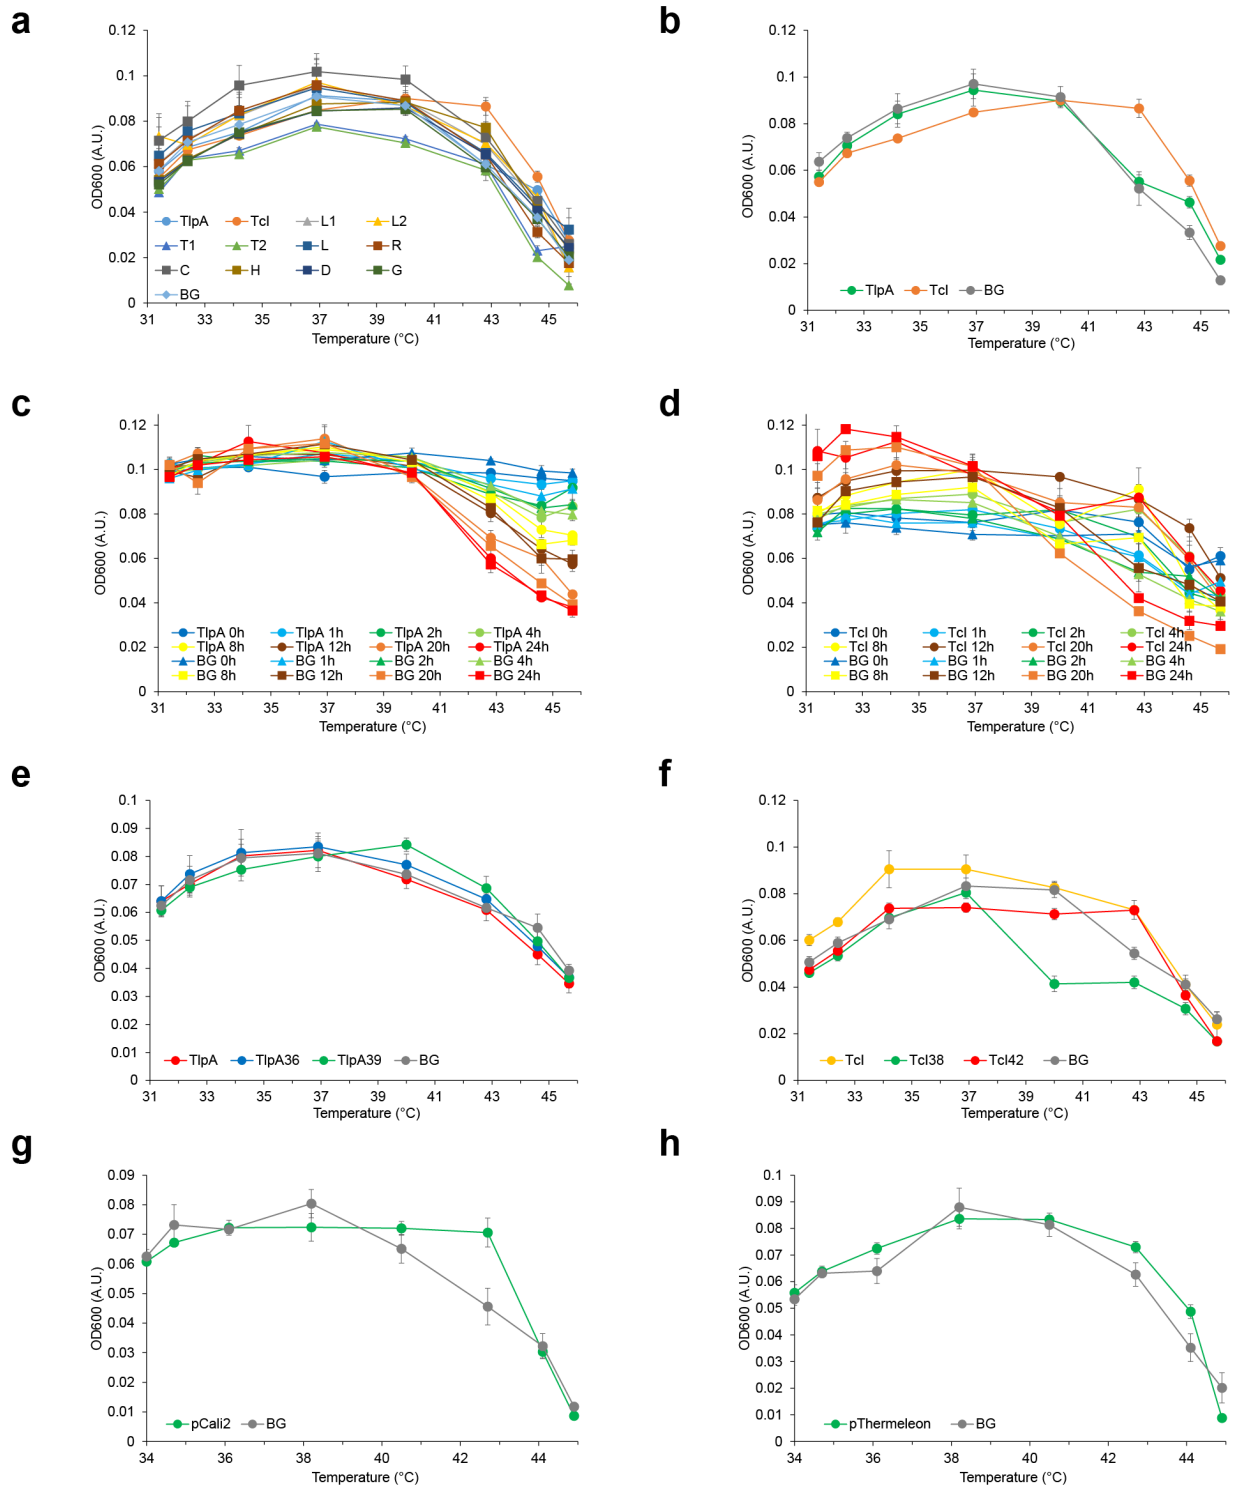 a
0.12
0.1
0.08
0.06
0.04
0.02
0
OD600 (A.U.)
TlpA TcI L1 L2
T1 T2 L R
C H D G
BG
31 33 35 37 39 41 43 45
Temperature (°C)
b
0.12
0.1
0.08
0.06
0.04
0.02
0
OD600 (A.U.)
TlpA TcI BG
31 33 35 37 39 41 43 45
Temperature (°C)
c
0.12
0.1
0.08
0.06
0.04
0.02
0
OD600 (A.U.)
TlpA 0h TlpA 1h TlpA 2h TlpA 4h
TlpA 8h TlpA 12h TlpA 20h TlpA 24h
BG 0h BG 1h BG 2h BG 4h
BG 8h BG 12h BG 20h BG 24h
31 33 35 37 39 41 43 45
Temperature (°C)
d
0.12
0.1
0.08
0.06
0.04
0.02
0
OD600 (A.U.)
TcI 0h TcI 1h TcI 2h TcI 4h
TcI 8h TcI 12h TcI 20h TcI 24h
BG 0h BG 1h BG 2h BG 4h
BG 8h BG 12h BG 20h BG 24h
31 33 35 37 39 41 43 45
Temperature (°C)
e
0.1
0.09
0.08
0.07
0.06
0.05
0.04
0.03
0.02
0.01
0
OD600 (A.U.)
TlpA TlpA36 TlpA39 BG
31 33 35 37 39 41 43 45
Temperature (°C)
f
0.12
0.1
0.08
0.06
0.04
0.02
0
OD600 (A.U.)
TcI TcI38 TcI42 BG
31 33 35 37 39 41 43 45
Temperature (°C)
g
0.09
0.08
0.07
0.06
0.05
0.04
0.03
0.02
0.01
0
OD600 (A.U.)
pCali2 BG
34 36 38 40 42 44
Temperature (°C)
h
0.1
0.09
0.08
0.07
0.06
0.05
0.04
0.03
0.02
0.01
0
OD600 (A.U.)
pThermeleon BG
34 36 38 40 42 44
Temperature (°C)